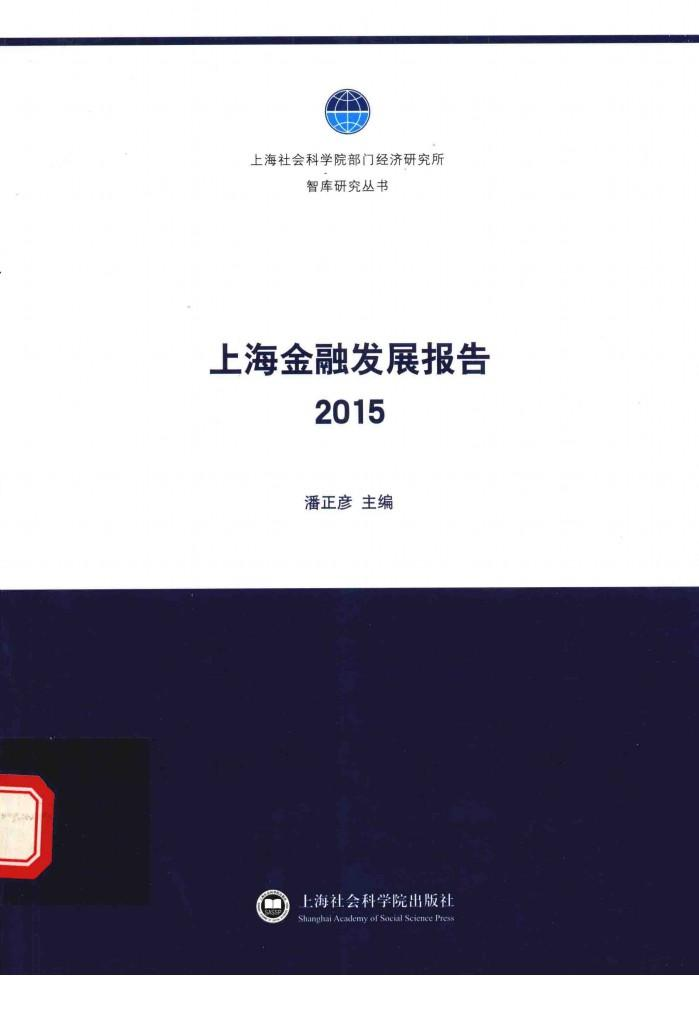 上海社会科学院部门经济研究所
智库研究丛书
上海金融发展报告
2015
潘正彦 主编
SASSP
上海社会科学院出版社
Shanghai Academy of Social Science Press